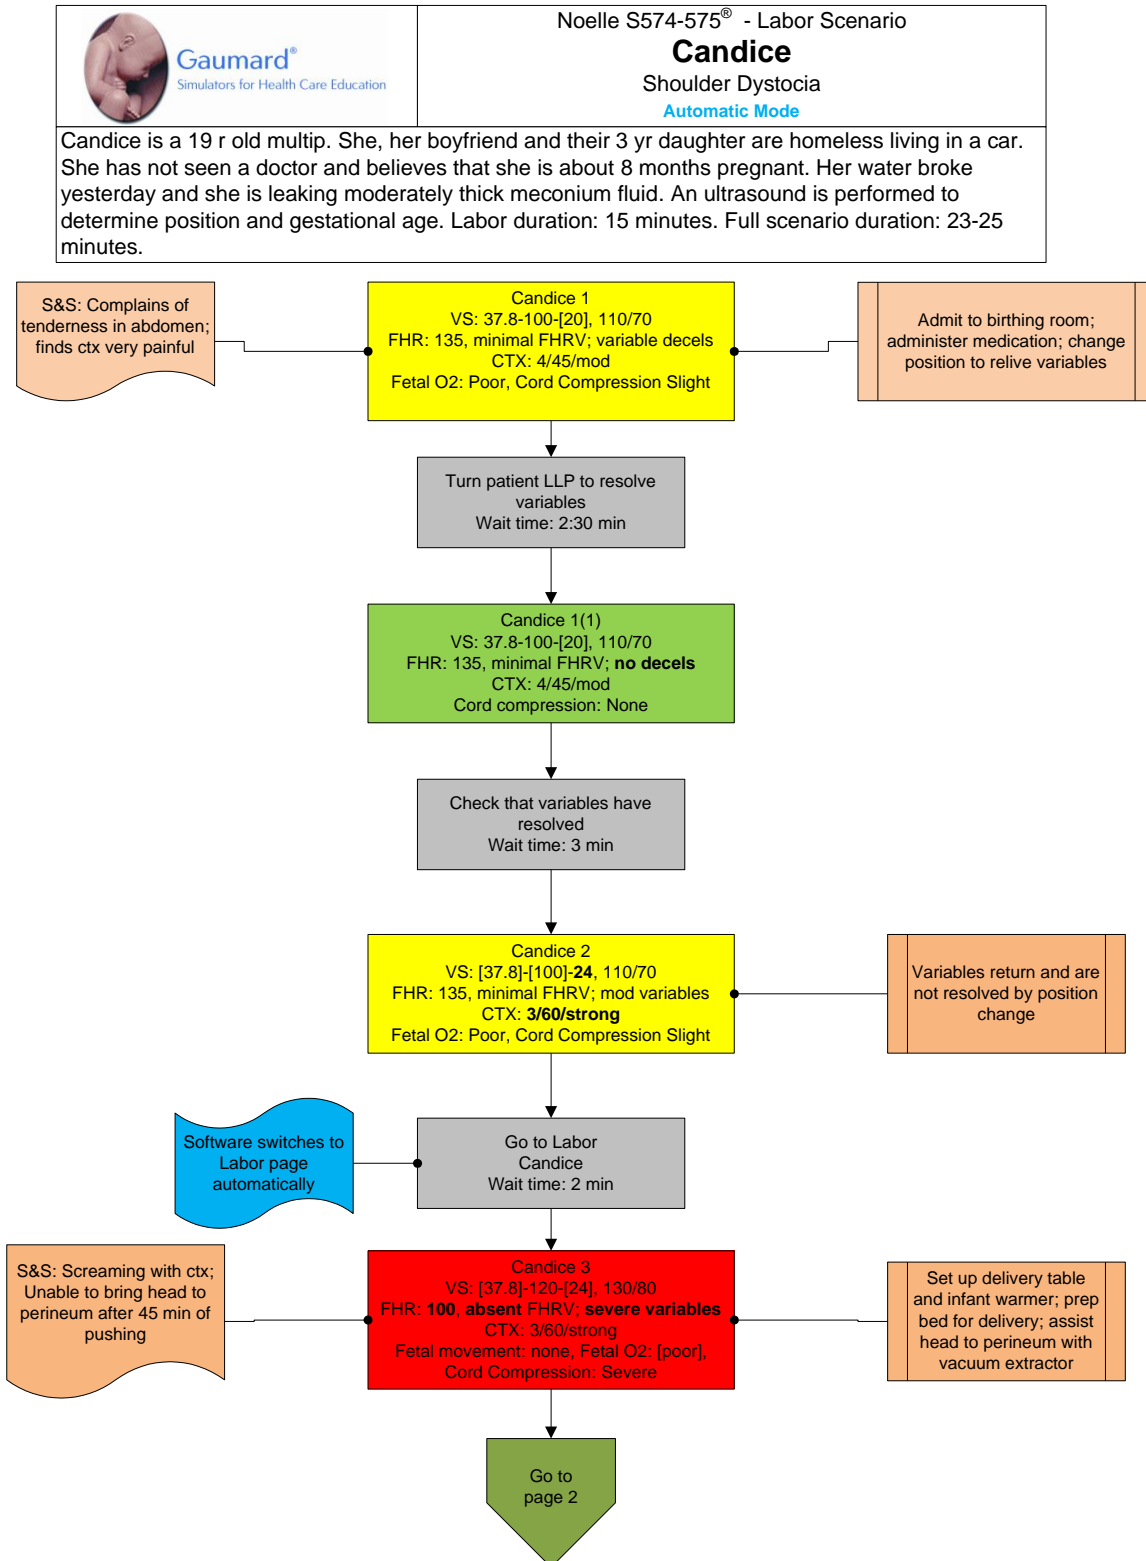 Gaumard®
Simulators for Health Care Education
Noelle S574-575® - Labor Scenario
Candice
Shoulder Dystocia
Automatic Mode
Candice is a 19 r old multip. She, her boyfriend and their 3 yr daughter are homeless living in a car.
She has not seen a doctor and believes that she is about 8 months pregnant. Her water broke
yesterday and she is leaking moderately thick meconium fluid. An ultrasound is performed to
determine position and gestational age. Labor duration: 15 minutes. Full scenario duration: 23-25
minutes.
S&S: Complains of
tenderness in abdomen;
finds ctx very painful
Candice 1
VS: 37.8-100-[20], 110/70
FHR: 135, minimal FHRV; variable decels
CTX: 4/45/mod
Fetal O2: Poor, Cord Compression Slight
Admit to birthing room;
administer medication; change
position to relive variables
Turn patient LLP to resolve
variables
Wait time: 2:30 min
Candice 1(1)
VS: 37.8-100-[20], 110/70
FHR: 135, minimal FHRV; no decels
CTX: 4/45/mod
Cord compression: None
Check that variables have
resolved
Wait time: 3 min
Candice 2
VS: [37.8]-[100]-24, 110/70
FHR: 135, minimal FHRV; mod variables
CTX: 3/60/strong
Fetal O2: Poor, Cord Compression Slight
Variables return and are
not resolved by position
change
Software switches to
Labor page
automatically
Go to Labor
Candice
Wait time: 2 min
S&S: Screaming with ctx;
Unable to bring head to
perineum after 45 min of
pushing
Candice 3
VS: [37.8]-120-[24], 130/80
FHR: 100, absent FHRV; severe variables
CTX: 3/60/strong
Fetal movement: none, Fetal O2: [poor],
Cord Compression: Severe
Set up delivery table
and infant warmer; prep
bed for delivery; assist
head to perineum with
vacuum extractor
Go to
page 2